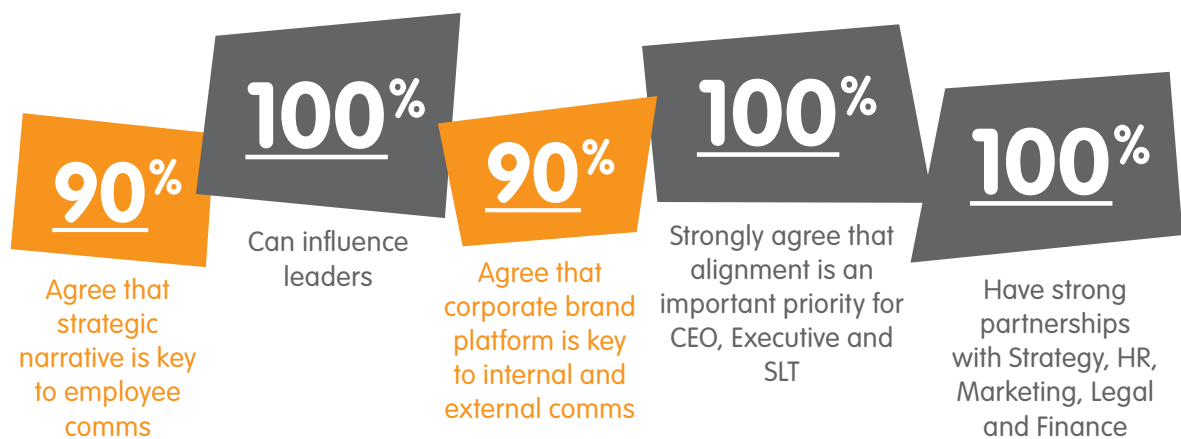 90%
Agree that
strategic
narrative is key
to employee
comms
100%
Can influence
leaders
90%
Agree that
corporate brand
platform is key
to internal and
external comms
100%
Strongly agree that
alignment is an
important priority for
CEO, Executive and
SLT
100%
Have strong
partnerships
with Strategy, HR,
Marketing, Legal
and Finance